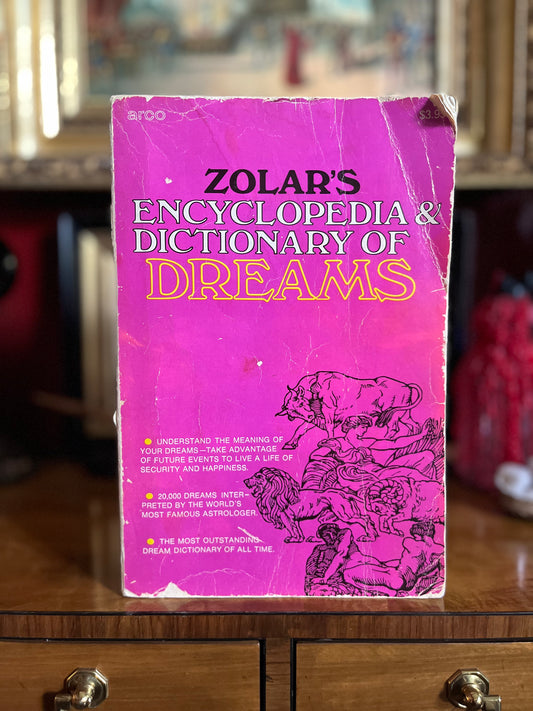 arco
ZOLAR'S
ENCYCLOPEDIA &
DICTIONARY OF
DREAMS
UNDERSTAND THE MEANING OF
YOUR DREAMS—TAKE ADVANTAGE
OF FUTURE EVENTS TO LIVE A LIFE OF
SECURITY AND HAPPINESS.
20,000 DREAMS INTER-
PRETED BY THE WORLD'S
MOST FAMOUS ASTROLOGER.
THE MOST OUTSTANDING
DREAM DICTIONARY OF ALL TIME.